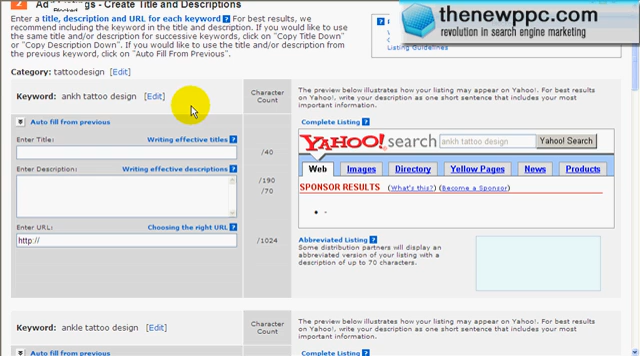 2
Ad
ngs - Create Title and Descriptions
Enter a title, description and URL for each keyword ? For best results, we
recommend including the keyword in the title and description. If you would like to
use the same title and/or description for successive keywords, click on "Copy Title Down"
or "Copy Description Down". If you would like to use the title and/or description from
the previous keyword, click on "Auto Fill From Previous".
thenewppc.com
revolution in search engine marketing
Listing Guidelines
Category: tattoodesign [Edit]
Keyword: ankh tattoo design [Edit]
Character
Count
The preview below illustrates how your listing may appear on Yahoo!. For best
results on Yahoo!, write your description as one short sentence that includes your most
important information.
Auto fill from previous
Complete Listing ?
Enter Title:
Writing effective titles ?
/40
YAHOO! search
ankh tattoo design
Yahoo! Search
Web
Images
Directory
Yellow Pages
News
Products
Enter Description:
Writing effective descriptions ?
/190
/70
SPONSOR RESULTS (What's this?) (Become a Sponsor)
• -
Enter URL:
Choosing the right URL ?
http://
/1024
Abbreviated Listing ?
Some distribution partners will display an
abbreviated version of your listing with a
description of up to 70 characters.
Keyword: ankle tattoo design [Edit]
Character
Count
The preview below illustrates how your listing may appear on Yahoo!. For best
results on Yahoo!, write your description as one short sentence that includes your most
important information.
Auto fill from previous
Complete Listing ?